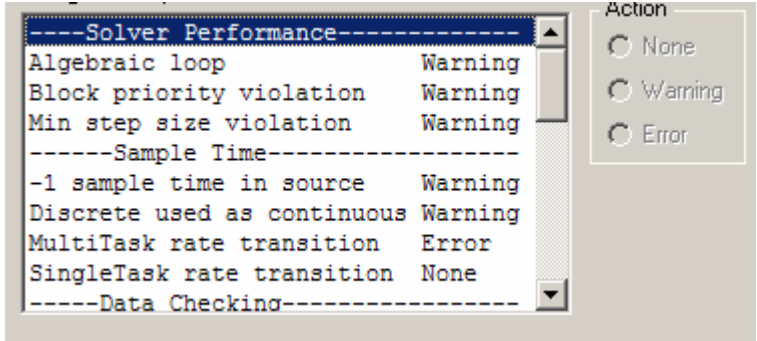 ----Solver Performance-------------
Algebraic loop Warning
Block priority violation Warning
Min step size violation Warning
------Sample Time------------------
-1 sample time in source Warning
Discrete used as continuous Warning
MultiTask rate transition Error
SingleTask rate transition None
-----Data Checking-----------------
Action
None
Warning
Error